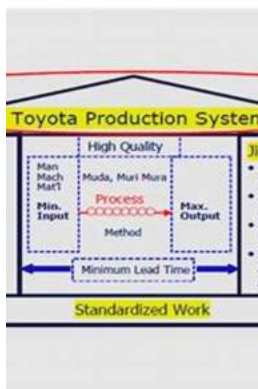 Toyota Production System
High Quality
Man
Mach
Mat'l
Min.
Input
Muda, Muri Mura
Process
Method
Max.
Output
Ji
Minimum Lead Time
Standardized Work